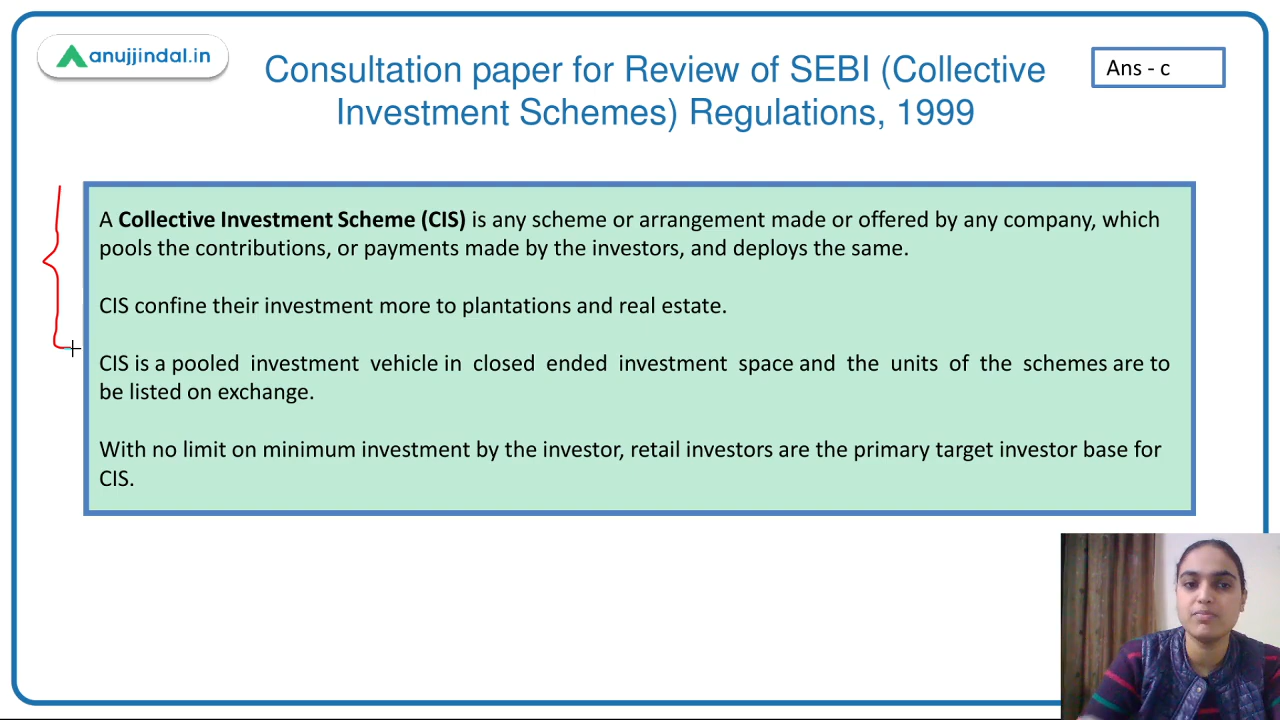 anujjindal.in
Consultation paper for Review of SEBI (Collective
Investment Schemes) Regulations, 1999
Ans - c
A Collective Investment Scheme (CIS) is any scheme or arrangement made or offered by any company, which
pools the contributions, or payments made by the investors, and deploys the same.
CIS confine their investment more to plantations and real estate.
CIS is a pooled investment vehicle in closed ended investment space and the units of the schemes are to
be listed on exchange.
With no limit on minimum investment by the investor, retail investors are the primary target investor base for
CIS.